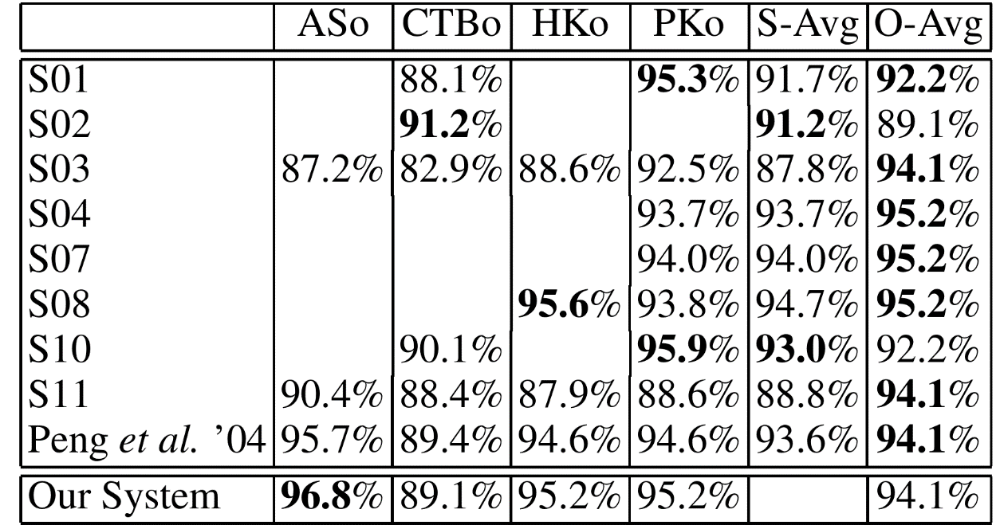 ASo CTBo HKo PKo S-Avg O-Avg
S01 88.1% 95.3% 91.7% 92.2%
S02 91.2% 91.2% 89.1%
S03 87.2% 82.9% 88.6% 92.5% 87.8% 94.1%
S04 93.7% 93.7% 95.2%
S07 94.0% 94.0% 95.2%
S08 95.6% 93.8% 94.7% 95.2%
S10 90.1% 95.9% 93.0% 92.2%
S11 90.4% 88.4% 87.9% 88.6% 88.8% 94.1%
Peng et al. ’04 95.7% 89.4% 94.6% 94.6% 93.6% 94.1%
Our System 96.8% 89.1% 95.2% 95.2% 94.1%